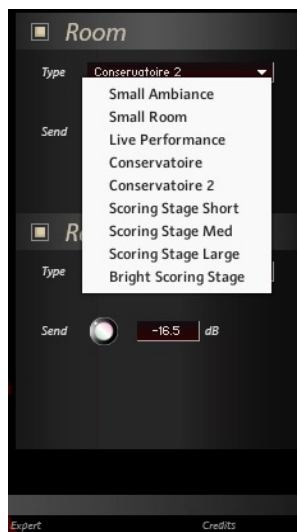 Room
Type
Conservatoire 2
Small Ambiance
Small Room
Live Performance
Conservatoire
Conservatoire 2
Scoring Stage Short
Scoring Stage Med
Scoring Stage Large
Bright Scoring Stage
Send
R
Type
Send
-16.5 dB
Expert
Credits